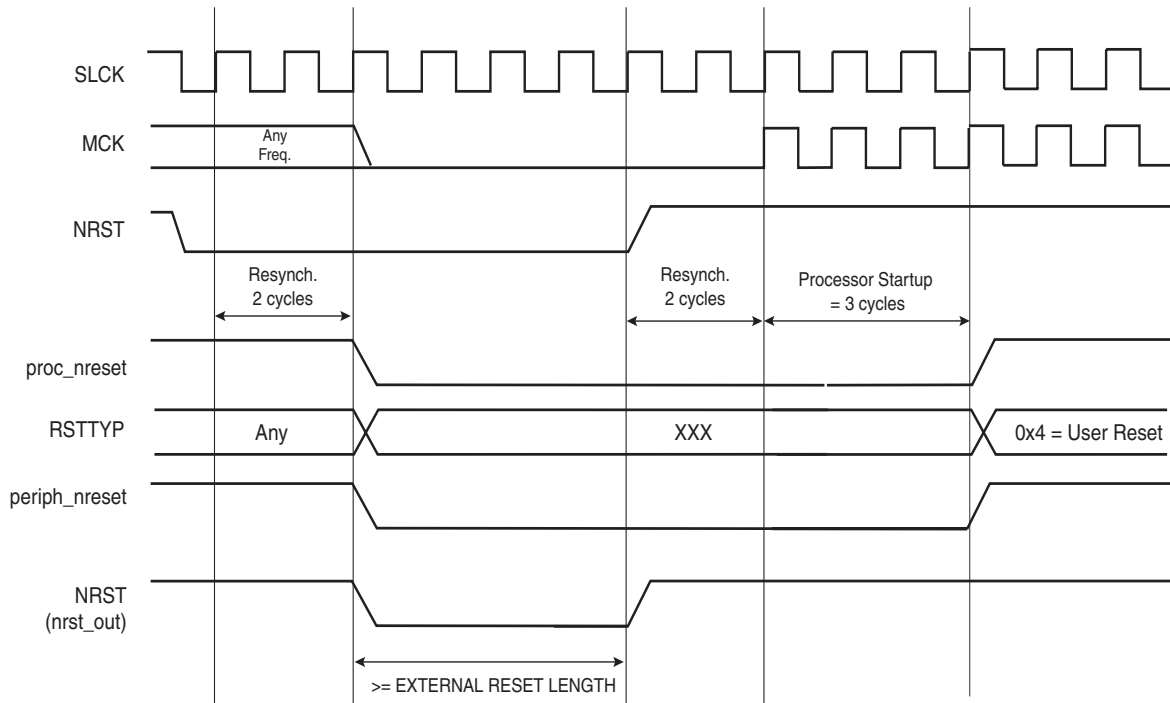 SLCK
MCK
Any
Freq.
NRST
Resynch.
2 cycles
Resynch.
2 cycles
Processor Startup
= 3 cycles
proc_nreset
RSTTYP
Any
XXX
0x4 = User Reset
periph_nreset
NRST
(nrst_out)
>= EXTERNAL RESET LENGTH